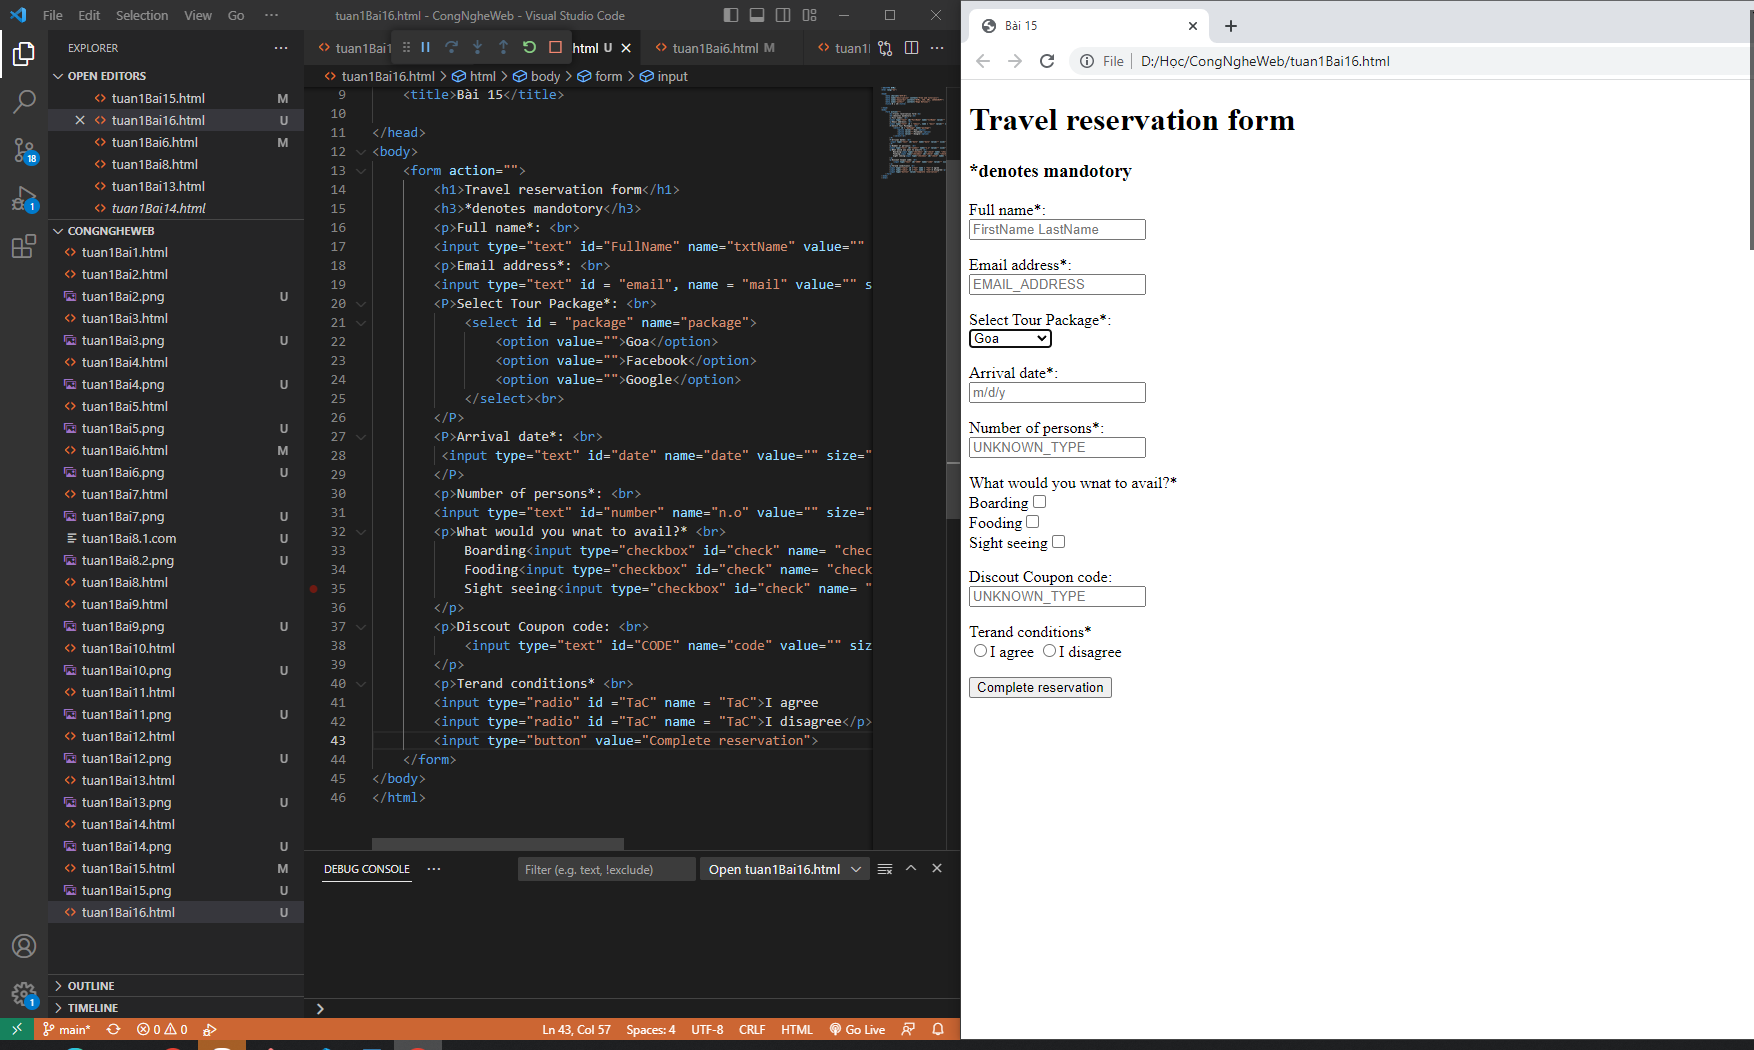 File Edit Selection View Go ··· tuan1Bai16.html - CongNgheWeb - Visual Studio Code
EXPLORER
OPEN EDITORS
tuan1Bai15.html M
tuan1Bai16.html U
tuan1Bai6.html M
tuan1Bai8.html
tuan1Bai13.html
tuan1Bai14.html
CONGNGHEWEB
tuan1Bai1.html
tuan1Bai2.html
tuan1Bai2.png U
tuan1Bai3.html
tuan1Bai3.png U
tuan1Bai4.html
tuan1Bai4.png U
tuan1Bai5.html
tuan1Bai5.png U
tuan1Bai6.html M
tuan1Bai6.png U
tuan1Bai7.html
tuan1Bai7.png U
tuan1Bai8.1.com U
tuan1Bai8.2.png U
tuan1Bai8.html
tuan1Bai9.html
tuan1Bai9.png U
tuan1Bai10.html
tuan1Bai10.png U
tuan1Bai11.html
tuan1Bai11.png U
tuan1Bai12.html
tuan1Bai12.png U
tuan1Bai13.html
tuan1Bai13.png U
tuan1Bai14.html
tuan1Bai14.png U
tuan1Bai15.html M
tuan1Bai15.png U
tuan1Bai16.html U
OUTLINE
TIMELINE
18
1
1
tuan1Bai1 html U tuan1Bai6.html M tuan1
tuan1Bai16.html > html > body > form > input
9 <title>Bài 15</title>
10
11 </head>
12 <body>
13 <form action="">
14 <h1>Travel reservation form</h1>
15 <h3>*denotes mandotory</h3>
16 <p>Full name*: <br>
17 <input type="text" id="FullName" name="txtName" value=""
18 <p>Email address*: <br>
19 <input type="text" id = "email", name = "mail" value="" s
20 <P>Select Tour Package*: <br>
21 <select id = "package" name="package">
22 <option value="">Goa</option>
23 <option value="">Facebook</option>
24 <option value="">Google</option>
25 </select><br>
26 </P>
27 <P>Arrival date*: <br>
28 <input type="text" id="date" name="date" value="" size="
29 </P>
30 <p>Number of persons*: <br>
31 <input type="text" id="number" name="n.o" value="" size="
32 <p>What would you wnat to avail?* <br>
33 Boarding<input type="checkbox" id="check" name= "chec
34 Fooding<input type="checkbox" id="check" name= "check
35 Sight seeing<input type="checkbox" id="check" name= "
36 </p>
37 <p>Discout Coupon code: <br>
38 <input type="text" id="CODE" name="code" value="" siz
39 </p>
40 <p>Terand conditions* <br>
41 <input type="radio" id ="TaC" name = "TaC">I agree
42 <input type="radio" id ="TaC" name = "TaC">I disagree</p>
43 <input type="button" value="Complete reservation">
44 </form>
45 </body>
46 </html>
DEBUG CONSOLE ··· Filter (e.g. text, !exclude) Open tuan1Bai16.html
main* 0 0 Ln 43, Col 57 Spaces: 4 UTF-8 CRLF HTML Go Live
Bài 15
File D:/Học/CongNgheWeb/tuan1Bai16.html
Travel reservation form
*denotes mandotory
Full name*:
FirstName LastName
Email address*:
EMAIL_ADDRESS
Select Tour Package*:
Goa
Arrival date*:
m/d/y
Number of persons*:
UNKNOWN_TYPE
What would you wnat to avail?*
Boarding
Fooding
Sight seeing
Discout Coupon code:
UNKNOWN_TYPE
Terand conditions*
I agree I disagree
Complete reservation